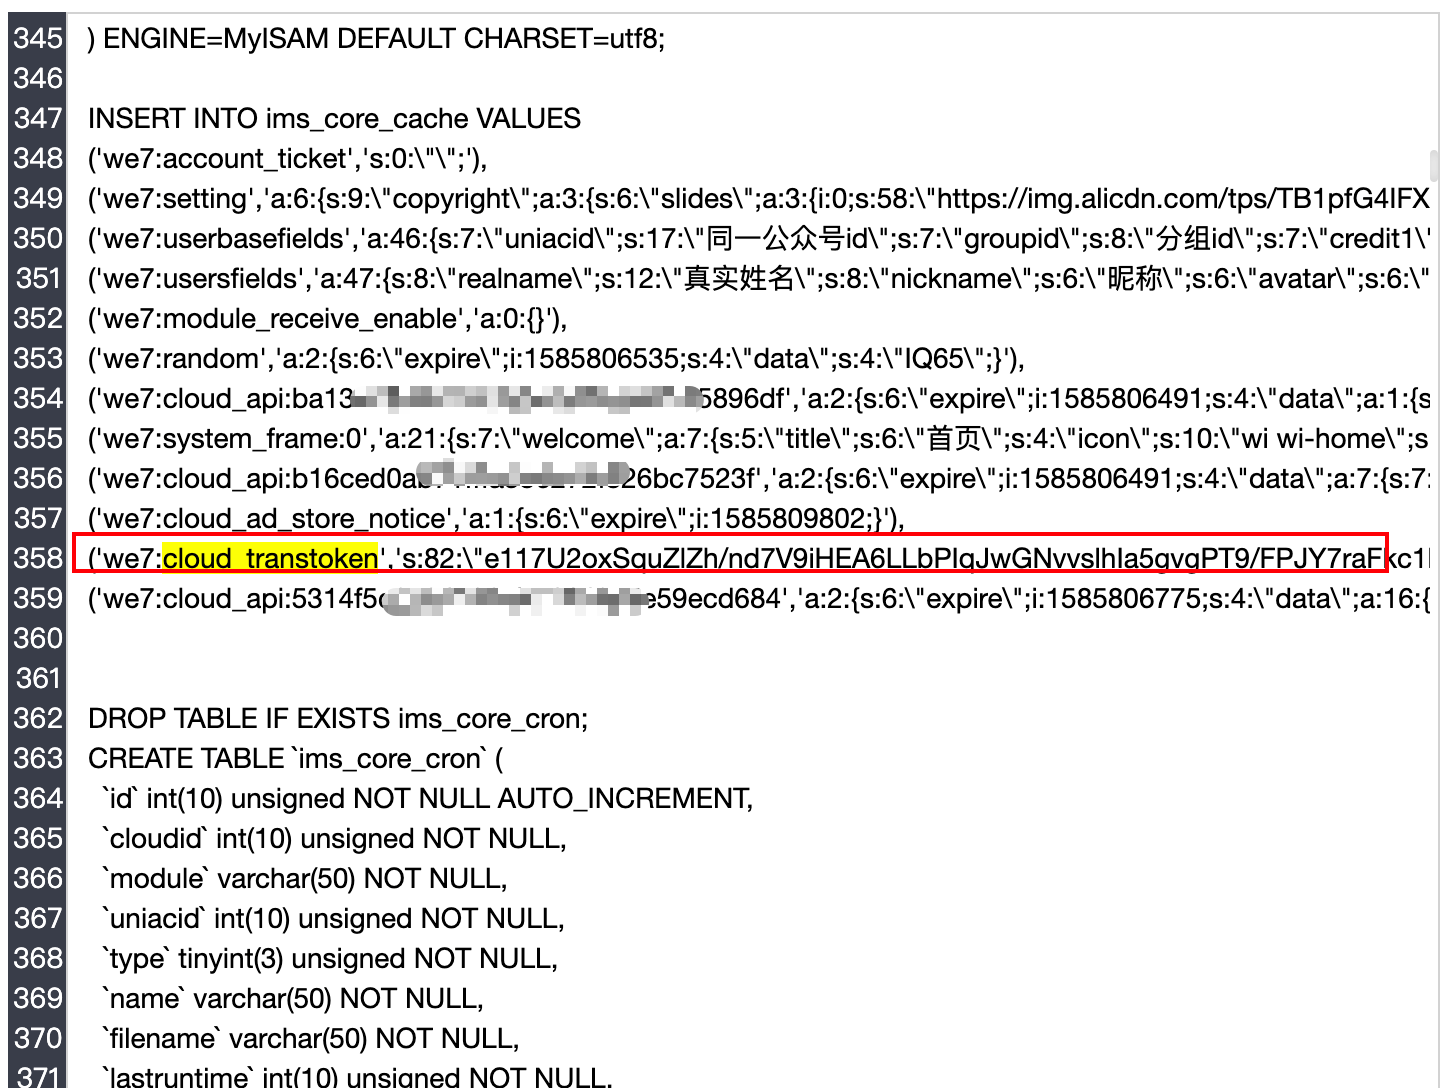 345 ) ENGINE=MyISAM DEFAULT CHARSET=utf8;
346
347 INSERT INTO ims_core_cache VALUES
348 ('we7:account_ticket','s:0:\"\";'),
349 ('we7:setting','a:6:{s:9:\"copyright\";a:3:{s:6:\"slides\";a:3:{i:0;s:58:\"https://img.alicdn.com/tps/TB1pfG4IFX
350 ('we7:userbasefields','a:46:{s:7:\"uniacid\";s:17:\"同一公众号id\";s:7:\"groupid\";s:8:\"分组id\";s:7:\"credit1\"
351 ('we7:usersfields','a:47:{s:8:\"realname\";s:12:\"真实姓名\";s:8:\"nickname\";s:6:\"昵称\";s:6:\"avatar\";s:6:\"
352 ('we7:module_receive_enable','a:0:{}'),
353 ('we7:random','a:2:{s:6:\"expire\";i:1585806535;s:4:\"data\";s:4:\"IQ65\";}'),
354 ('we7:cloud_api:ba13 5896df','a:2:{s:6:\"expire\";i:1585806491;s:4:\"data\";a:1:{s
355 ('we7:system_frame:0','a:21:{s:7:\"welcome\";a:7:{s:5:\"title\";s:6:\"首页\";s:4:\"icon\";s:10:\"wi wi-home\";s
356 ('we7:cloud_api:b16ced0a 26bc7523f','a:2:{s:6:\"expire\";i:1585806491;s:4:\"data\";a:7:{s:7:
357 ('we7:cloud_ad_store_notice','a:1:{s:6:\"expire\";i:1585809802;}'),
358 ('we7:cloud_transtoken','s:82:\"e117U2oxSquZlZh/nd7V9iHEA6LLbPIqJwGNvvslhIa5gvgPT9/FPJY7raFkc1
359 ('we7:cloud_api:5314f5 e59ecd684','a:2:{s:6:\"expire\";i:1585806775;s:4:\"data\";a:16:{
360
361
362 DROP TABLE IF EXISTS ims_core_cron;
363 CREATE TABLE `ims_core_cron` (
364 `id` int(10) unsigned NOT NULL AUTO_INCREMENT,
365 `cloudid` int(10) unsigned NOT NULL,
366 `module` varchar(50) NOT NULL,
367 `uniacid` int(10) unsigned NOT NULL,
368 `type` tinyint(3) unsigned NOT NULL,
369 `name` varchar(50) NOT NULL,
370 `filename` varchar(50) NOT NULL,
371 `lastruntime` int(10) unsigned NOT NULL,